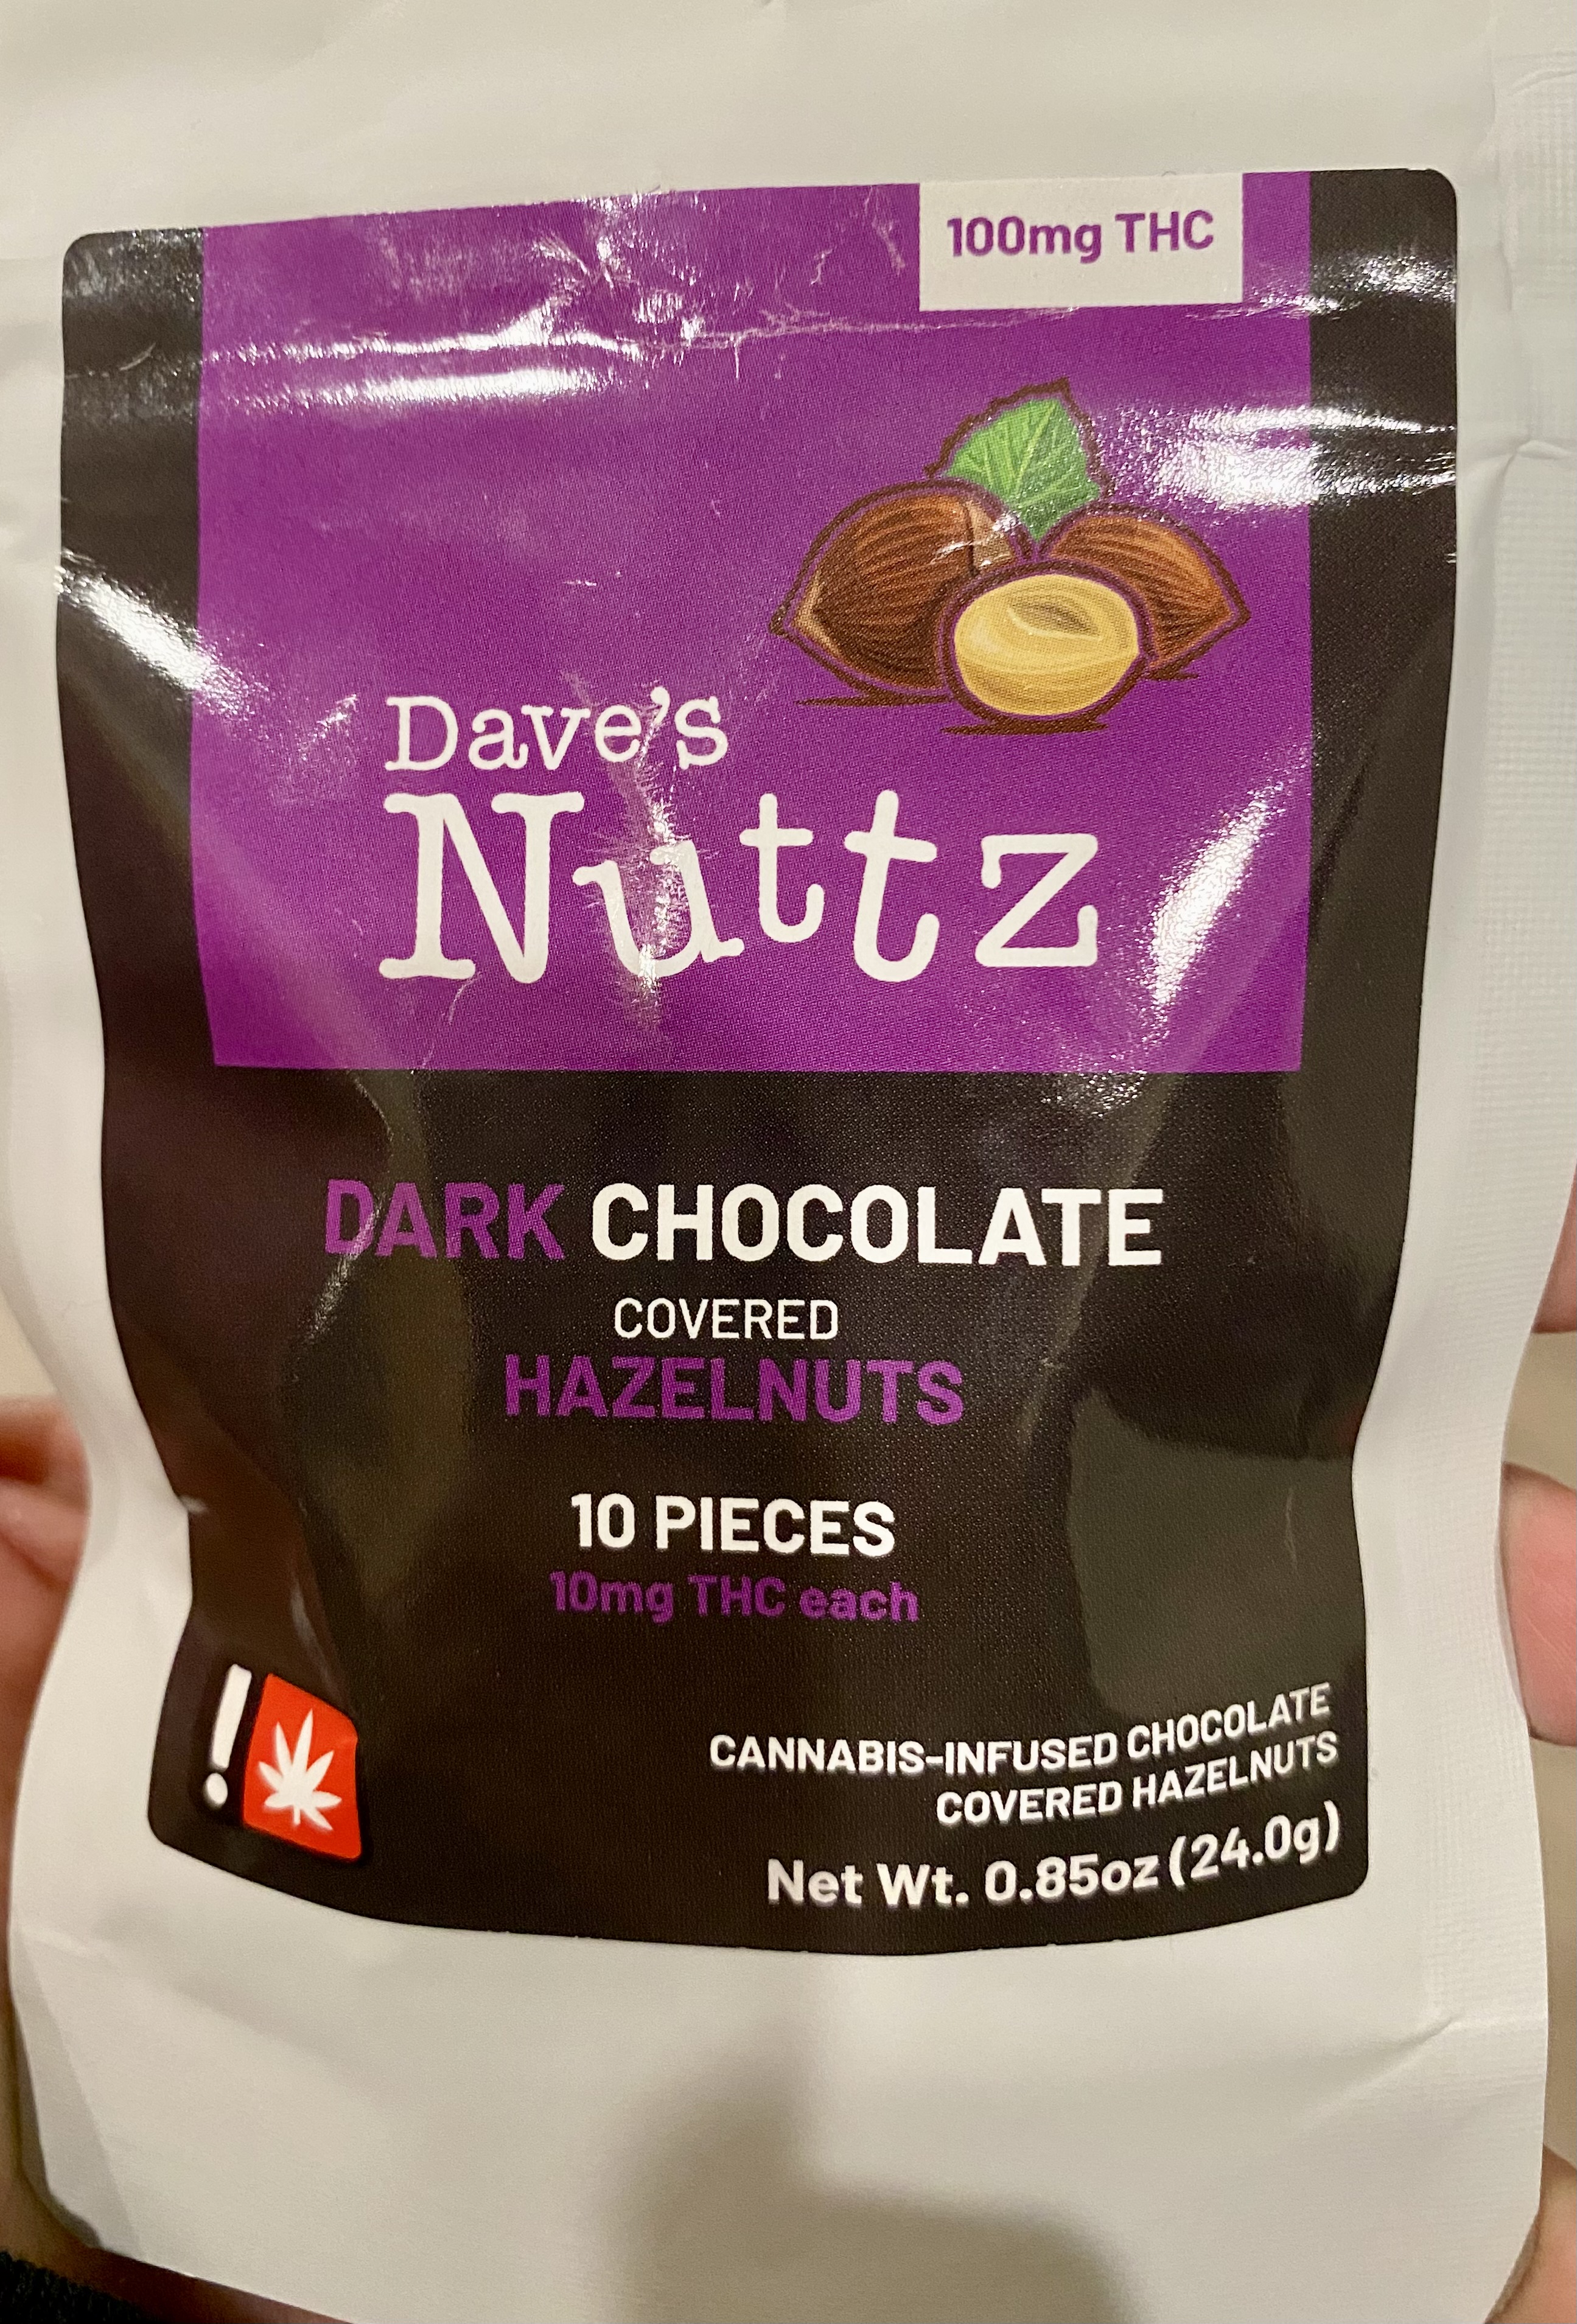 100mg THC
Dave's
Nuttz
DARK CHOCOLATE
COVERED
HAZELNUTS
10 PIECES
10mg THC each
!
CANNABIS-INFUSED CHOCOLATE
COVERED HAZELNUTS
Net Wt. 0.85oz (24.0g)